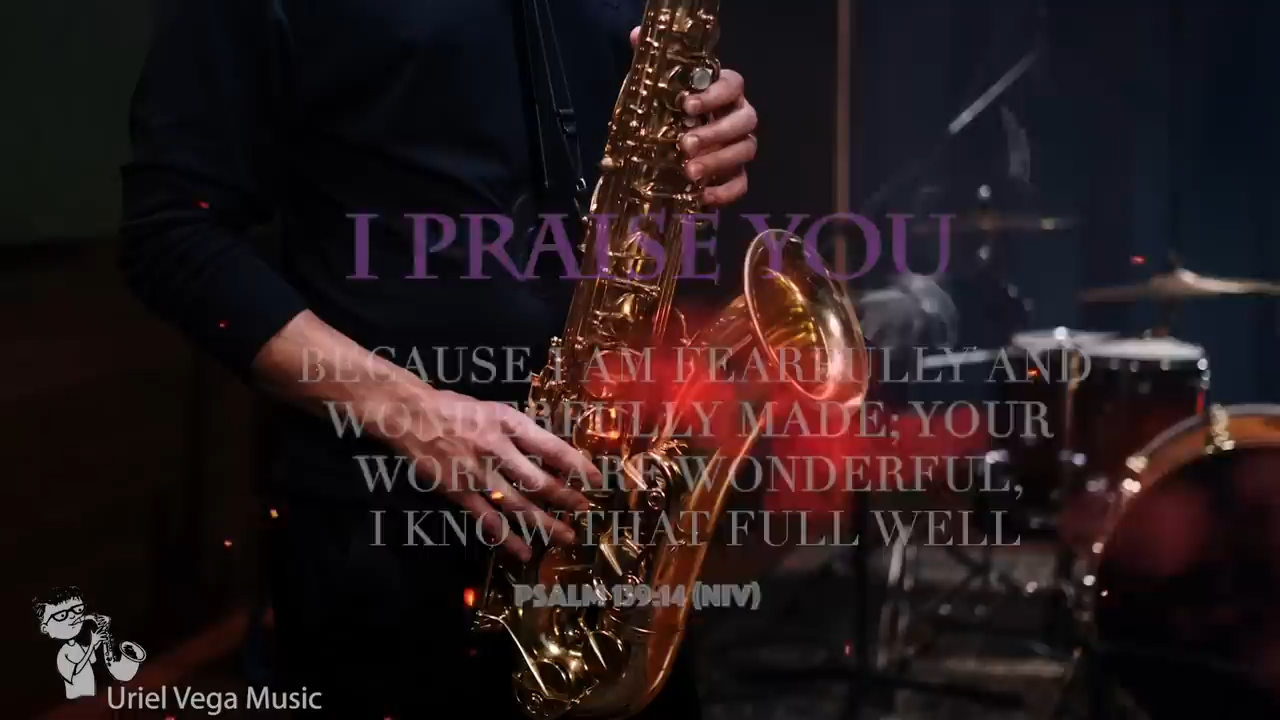 I PRAISE YOU
BECAUSE I AM FEARFULLY AND
WONDERFULLY MADE; YOUR
WORKS ARE WONDERFUL,
I KNOW THAT FULL WELL
PSALM 139:14 (NIV)
Uriel Vega Music